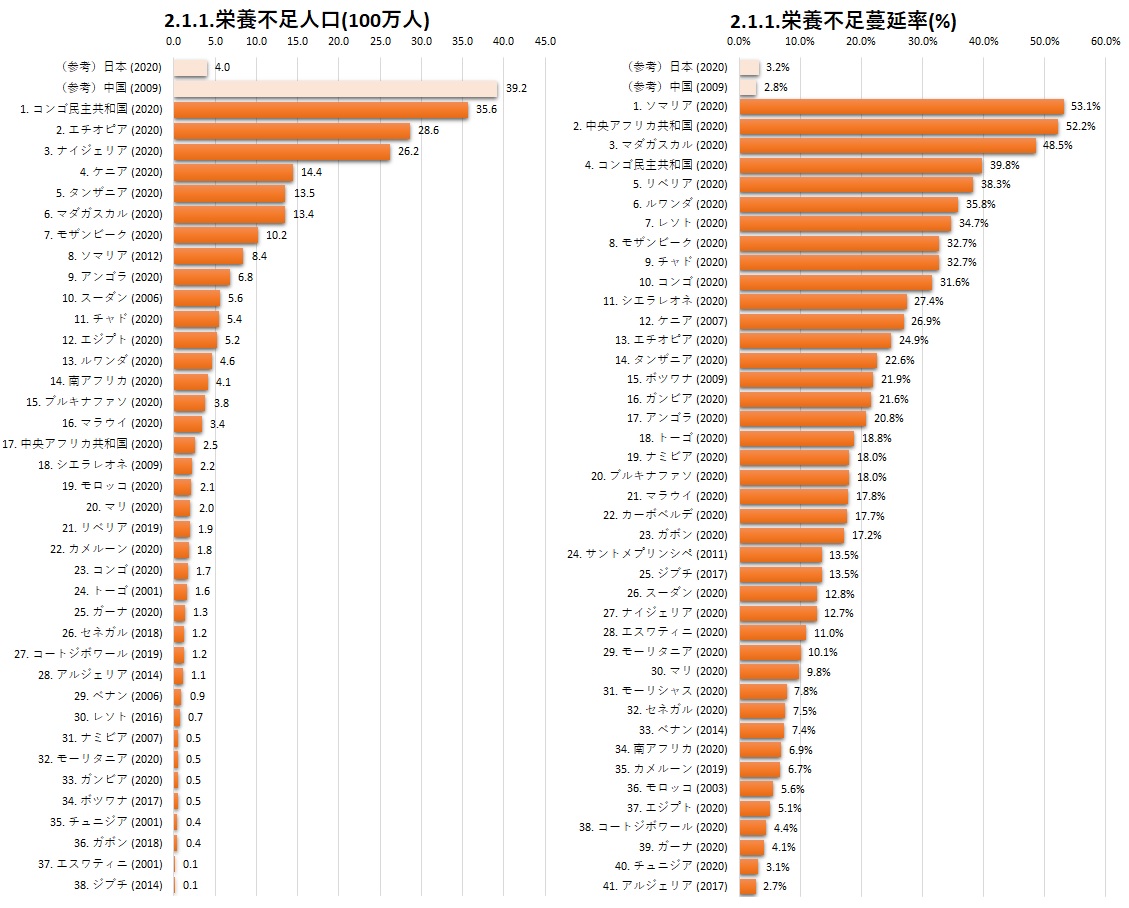 2.1.1.栄養不足人口(100万人)
0.0 5.0 10.0 15.0 20.0 25.0 30.0 35.0 40.0 45.0
（参考）日本 (2020) 4.0
（参考）中国 (2009) 39.2
1. コンゴ民主共和国 (2020) 35.6
2. エチオピア (2020) 28.6
3. ナイジェリア (2020) 26.2
4. ケニア (2020) 14.4
5. タンザニア (2020) 13.5
6. マダガスカル (2020) 13.4
7. モザンビーク (2020) 10.2
8. ソマリア (2012) 8.4
9. アンゴラ (2020) 6.8
10. スーダン (2006) 5.6
11. チャド (2020) 5.4
12. エジプト (2020) 5.2
13. ルワンダ (2020) 4.6
14. 南アフリカ (2020) 4.1
15. ブルキナファソ (2020) 3.8
16. マラウイ (2020) 3.4
17. 中央アフリカ共和国 (2020) 2.5
18. シエラレオネ (2009) 2.2
19. モロッコ (2020) 2.1
20. マリ (2020) 2.0
21. リベリア (2019) 1.9
22. カメルーン (2020) 1.8
23. コンゴ (2020) 1.7
24. トーゴ (2001) 1.6
25. ガーナ (2020) 1.3
26. セネガル (2018) 1.2
27. コートジボワール (2019) 1.2
28. アルジェリア (2014) 1.1
29. ベナン (2006) 0.9
30. レソト (2016) 0.7
31. ナミビア (2007) 0.5
32. モーリタニア (2020) 0.5
33. ガンビア (2020) 0.5
34. ボツワナ (2017) 0.5
35. チュニジア (2001) 0.4
36. ガボン (2018) 0.4
37. エスワティニ (2001) 0.1
38. ジブチ (2014) 0.1
2.1.1.栄養不足蔓延率(%)
0.0% 10.0% 20.0% 30.0% 40.0% 50.0% 60.0%
（参考）日本 (2020) 3.2%
（参考）中国 (2009) 2.8%
1. ソマリア (2020) 53.1%
2. 中央アフリカ共和国 (2020) 52.2%
3. マダガスカル (2020) 48.5%
4. コンゴ民主共和国 (2020) 39.8%
5. リベリア (2020) 38.3%
6. ルワンダ (2020) 35.8%
7. レソト (2020) 34.7%
8. モザンビーク (2020) 32.7%
9. チャド (2020) 32.7%
10. コンゴ (2020) 31.6%
11. シエラレオネ (2020) 27.4%
12. ケニア (2007) 26.9%
13. エチオピア (2020) 24.9%
14. タンザニア (2020) 22.6%
15. ボツワナ (2009) 21.9%
16. ガンビア (2020) 21.6%
17. アンゴラ (2020) 20.8%
18. トーゴ (2020) 18.8%
19. ナミビア (2020) 18.0%
20. ブルキナファソ (2020) 18.0%
21. マラウイ (2020) 17.8%
22. カーボベルデ (2020) 17.7%
23. ガボン (2020) 17.2%
24. サントメプリンシペ (2011) 13.5%
25. ジブチ (2017) 13.5%
26. スーダン (2020) 12.8%
27. ナイジェリア (2020) 12.7%
28. エスワティニ (2020) 11.0%
29. モーリタニア (2020) 10.1%
30. マリ (2020) 9.8%
31. モーリシャス (2020) 7.8%
32. セネガル (2020) 7.5%
33. ベナン (2014) 7.4%
34. 南アフリカ (2020) 6.9%
35. カメルーン (2019) 6.7%
36. モロッコ (2003) 5.6%
37. エジプト (2020) 5.1%
38. コートジボワール (2020) 4.4%
39. ガーナ (2020) 4.1%
40. チュニジア (2020) 3.1%
41. アルジェリア (2017) 2.7%